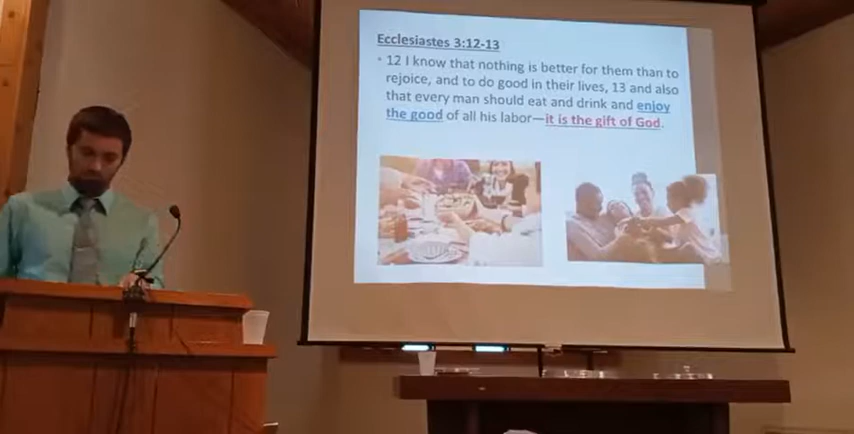 Ecclesiastes 3:12-13
• 12 I know that nothing is better for them than to
rejoice, and to do good in their lives, 13 and also
that every man should eat and drink and enjoy
the good of all his labor—it is the gift of God.